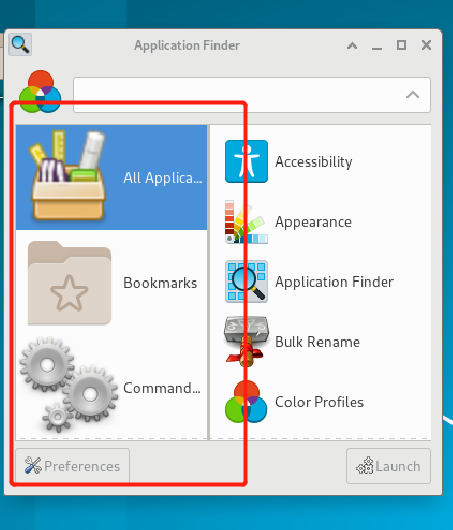 Application Finder
All Applica...
Bookmarks
Command...
Accessibility
Appearance
Application Finder
Bulk Rename
Color Profiles
Preferences
Launch